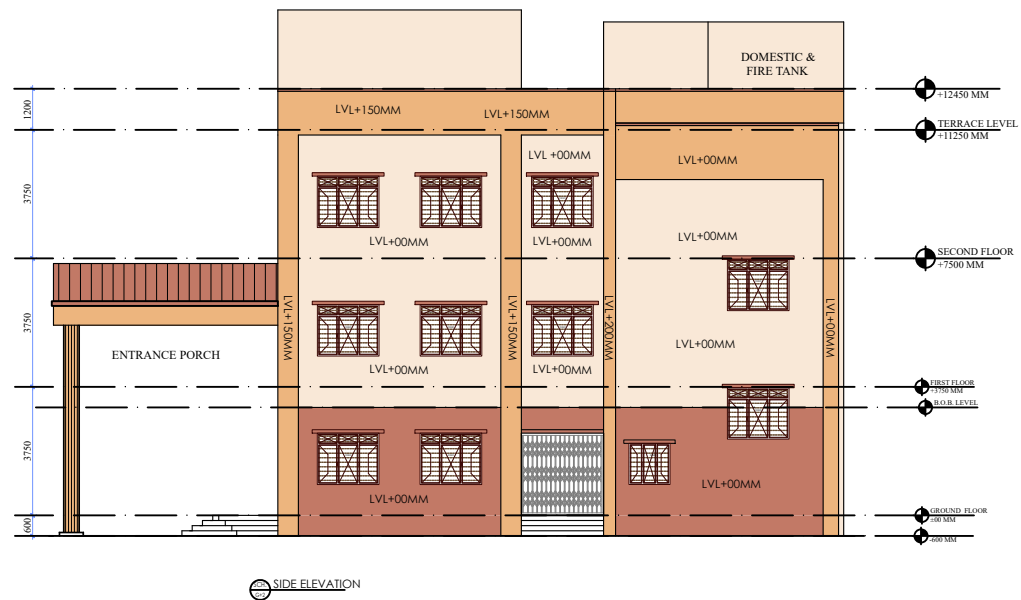 DOMESTIC &
FIRE TANK
+12450 MM
1200
LVL+150MM
LVL+150MM
TERRACE LEVEL
+11250 MM
LVL +00MM
LVL+00MM
3750
LVL+00MM
LVL+00MM
LVL+00MM
SECOND FLOOR
+7500 MM
3750
LVL+150MM
LVL+150MM
LVL+200MM
LVL+00MM
ENTRANCE PORCH
LVL+00MM
LVL+00MM
LVL+00MM
FIRST FLOOR
+3750 MM
B.O.B. LEVEL
3750
LVL+00MM
LVL+00MM
GROUND FLOOR
±00 MM
600
-600 MM
SCH
G+2
SIDE ELEVATION